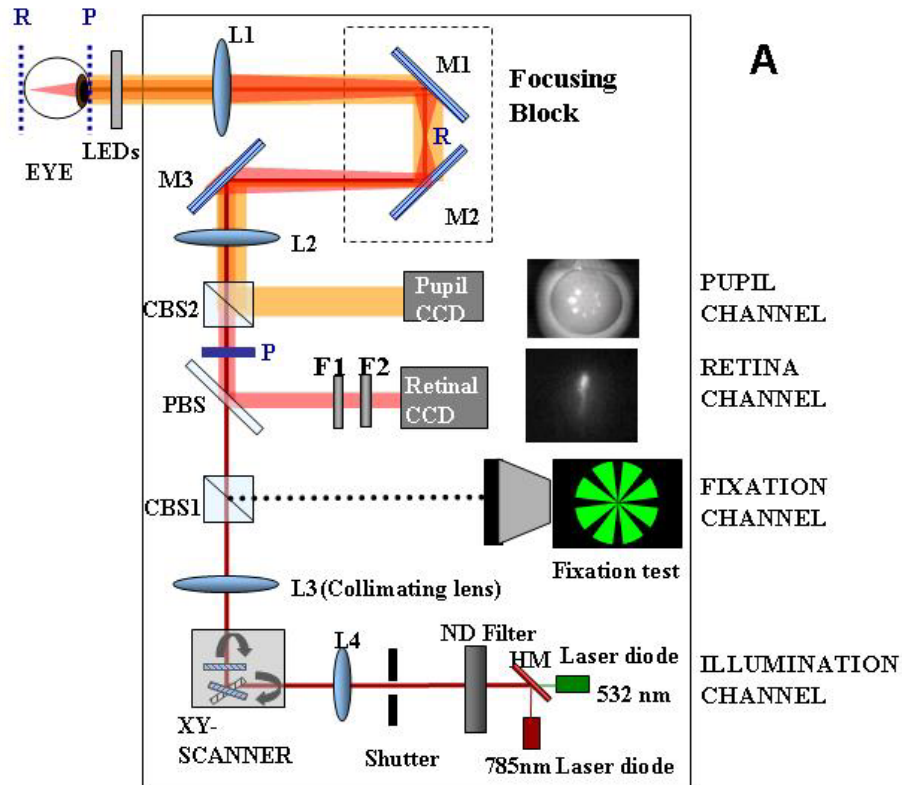 A
R
P
L1
M1
Focusing
Block
R
LEDs
EYE
M3
M2
L2
CBS2
Pupil
CCD
PUPIL
CHANNEL
P
F1
F2
PBS
Retinal
CCD
RETINA
CHANNEL
CBS1
FIXATION
CHANNEL
Fixation test
L3 (Collimating lens)
L4
ND Filter
HM
Laser diode
532 nm
ILLUMINATION
CHANNEL
XY-
SCANNER
Shutter
785nm Laser diode